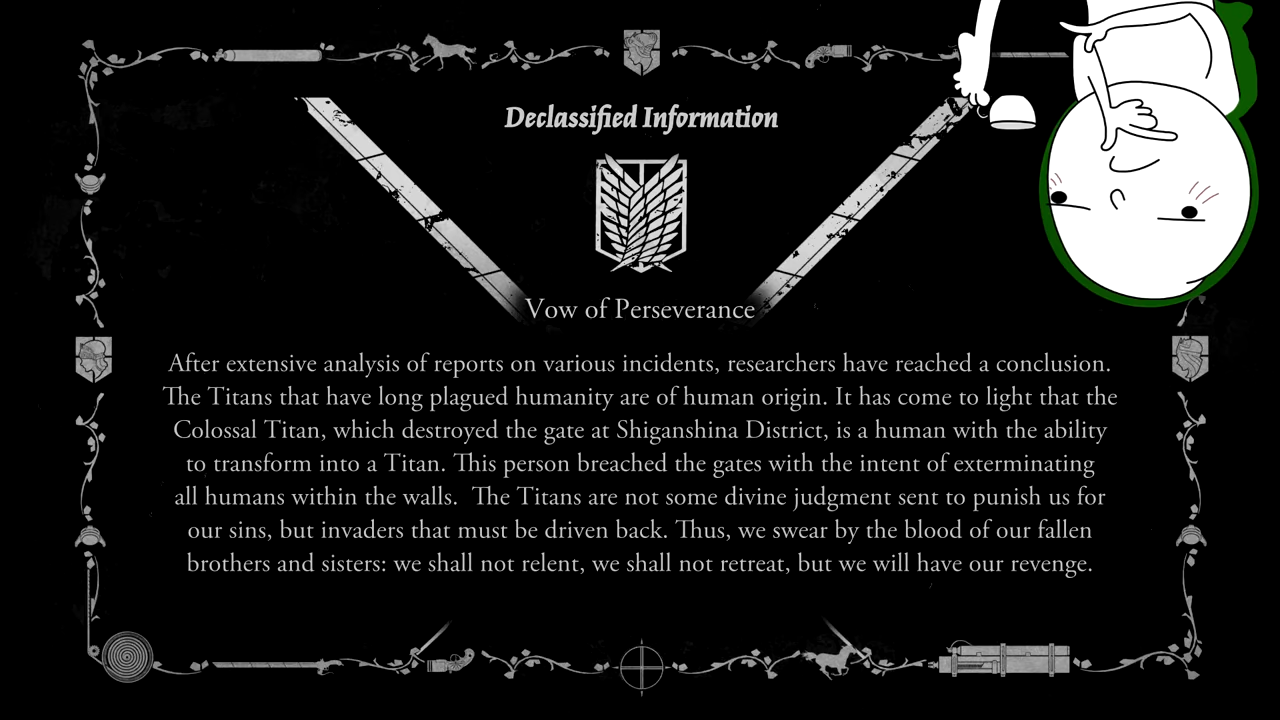 Declassified Information
Vow of Perseverance
After extensive analysis of reports on various incidents, researchers have reached a conclusion.
The Titans that have long plagued humanity are of human origin. It has come to light that the
Colossal Titan, which destroyed the gate at Shiganshina District, is a human with the ability
to transform into a Titan. This person breached the gates with the intent of exterminating
all humans within the walls.  The Titans are not some divine judgment sent to punish us for
our sins, but invaders that must be driven back. Thus, we swear by the blood of our fallen
brothers and sisters: we shall not relent, we shall not retreat, but we will have our revenge.